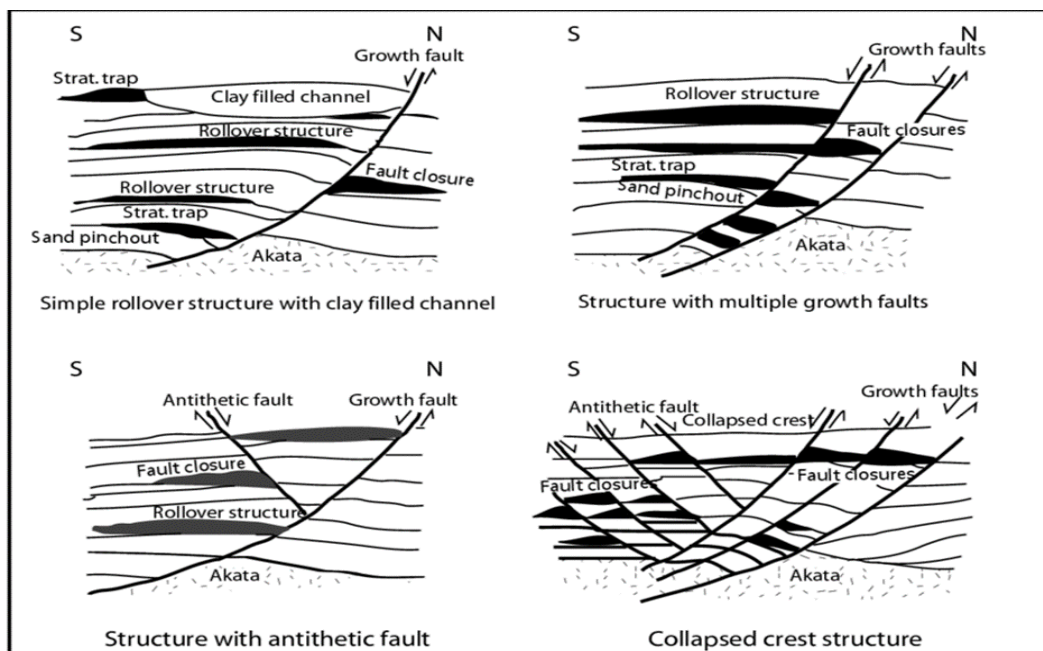 S
N
Growth fault
Strat. trap
Clay filled channel
Rollover structure
Fault closure
Rollover structure
Strat. trap
Sand pinchout
Akata
Simple rollover structure with clay filled channel
S
N
Growth faults
Rollover structure
Fault closures
Strat. trap
Sand pinchout
Akata
Structure with multiple growth faults
S
N
Antithetic fault
Growth fault
Fault closure
Rollover structure
Akata
Structure with antithetic fault
S
N
Growth faults
Antithetic fault
Collapsed crest
Fault closures
Fault closures
Akata
Collapsed crest structure